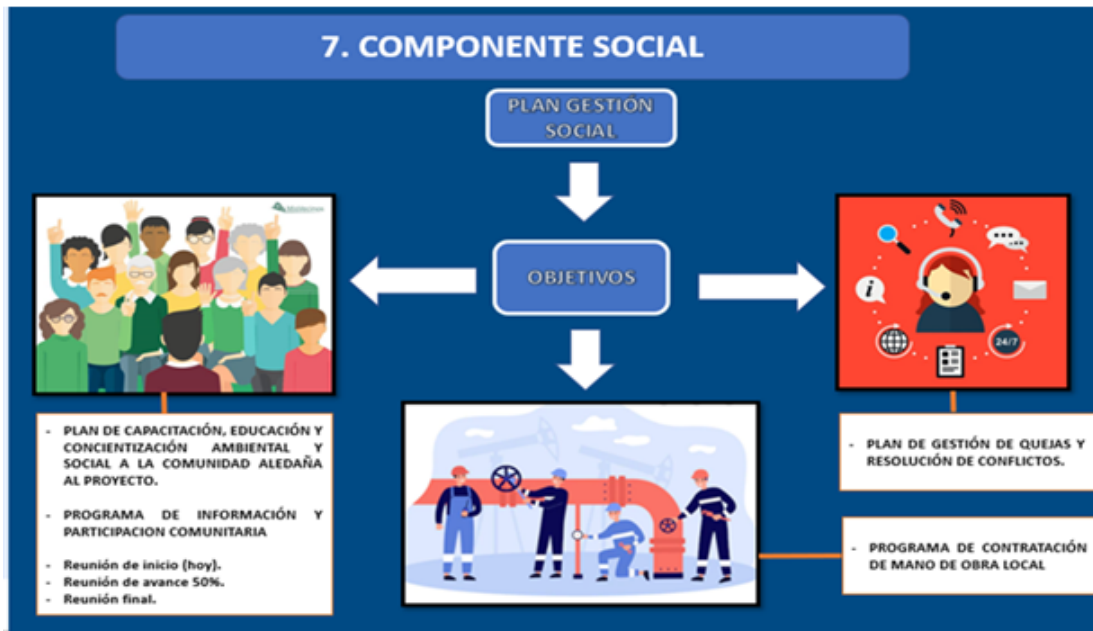 7. COMPONENTE SOCIAL
PLAN GESTIÓN
SOCIAL
OBJETIVOS
i
24/7
- PLAN DE CAPACITACIÓN, EDUCACIÓN Y
CONCIENTIZACIÓN AMBIENTAL Y
SOCIAL A LA COMUNIDAD ALEDAÑA
AL PROYECTO.
- PROGRAMA DE INFORMACIÓN Y
PARTICIPACION COMUNITARIA
- Reunión de inicio (hoy).
- Reunión de avance 50%.
- Reunión final.
- PLAN DE GESTIÓN DE QUEJAS Y
RESOLUCIÓN DE CONFLICTOS.
- PROGRAMA DE CONTRATACIÓN
DE MANO DE OBRA LOCAL